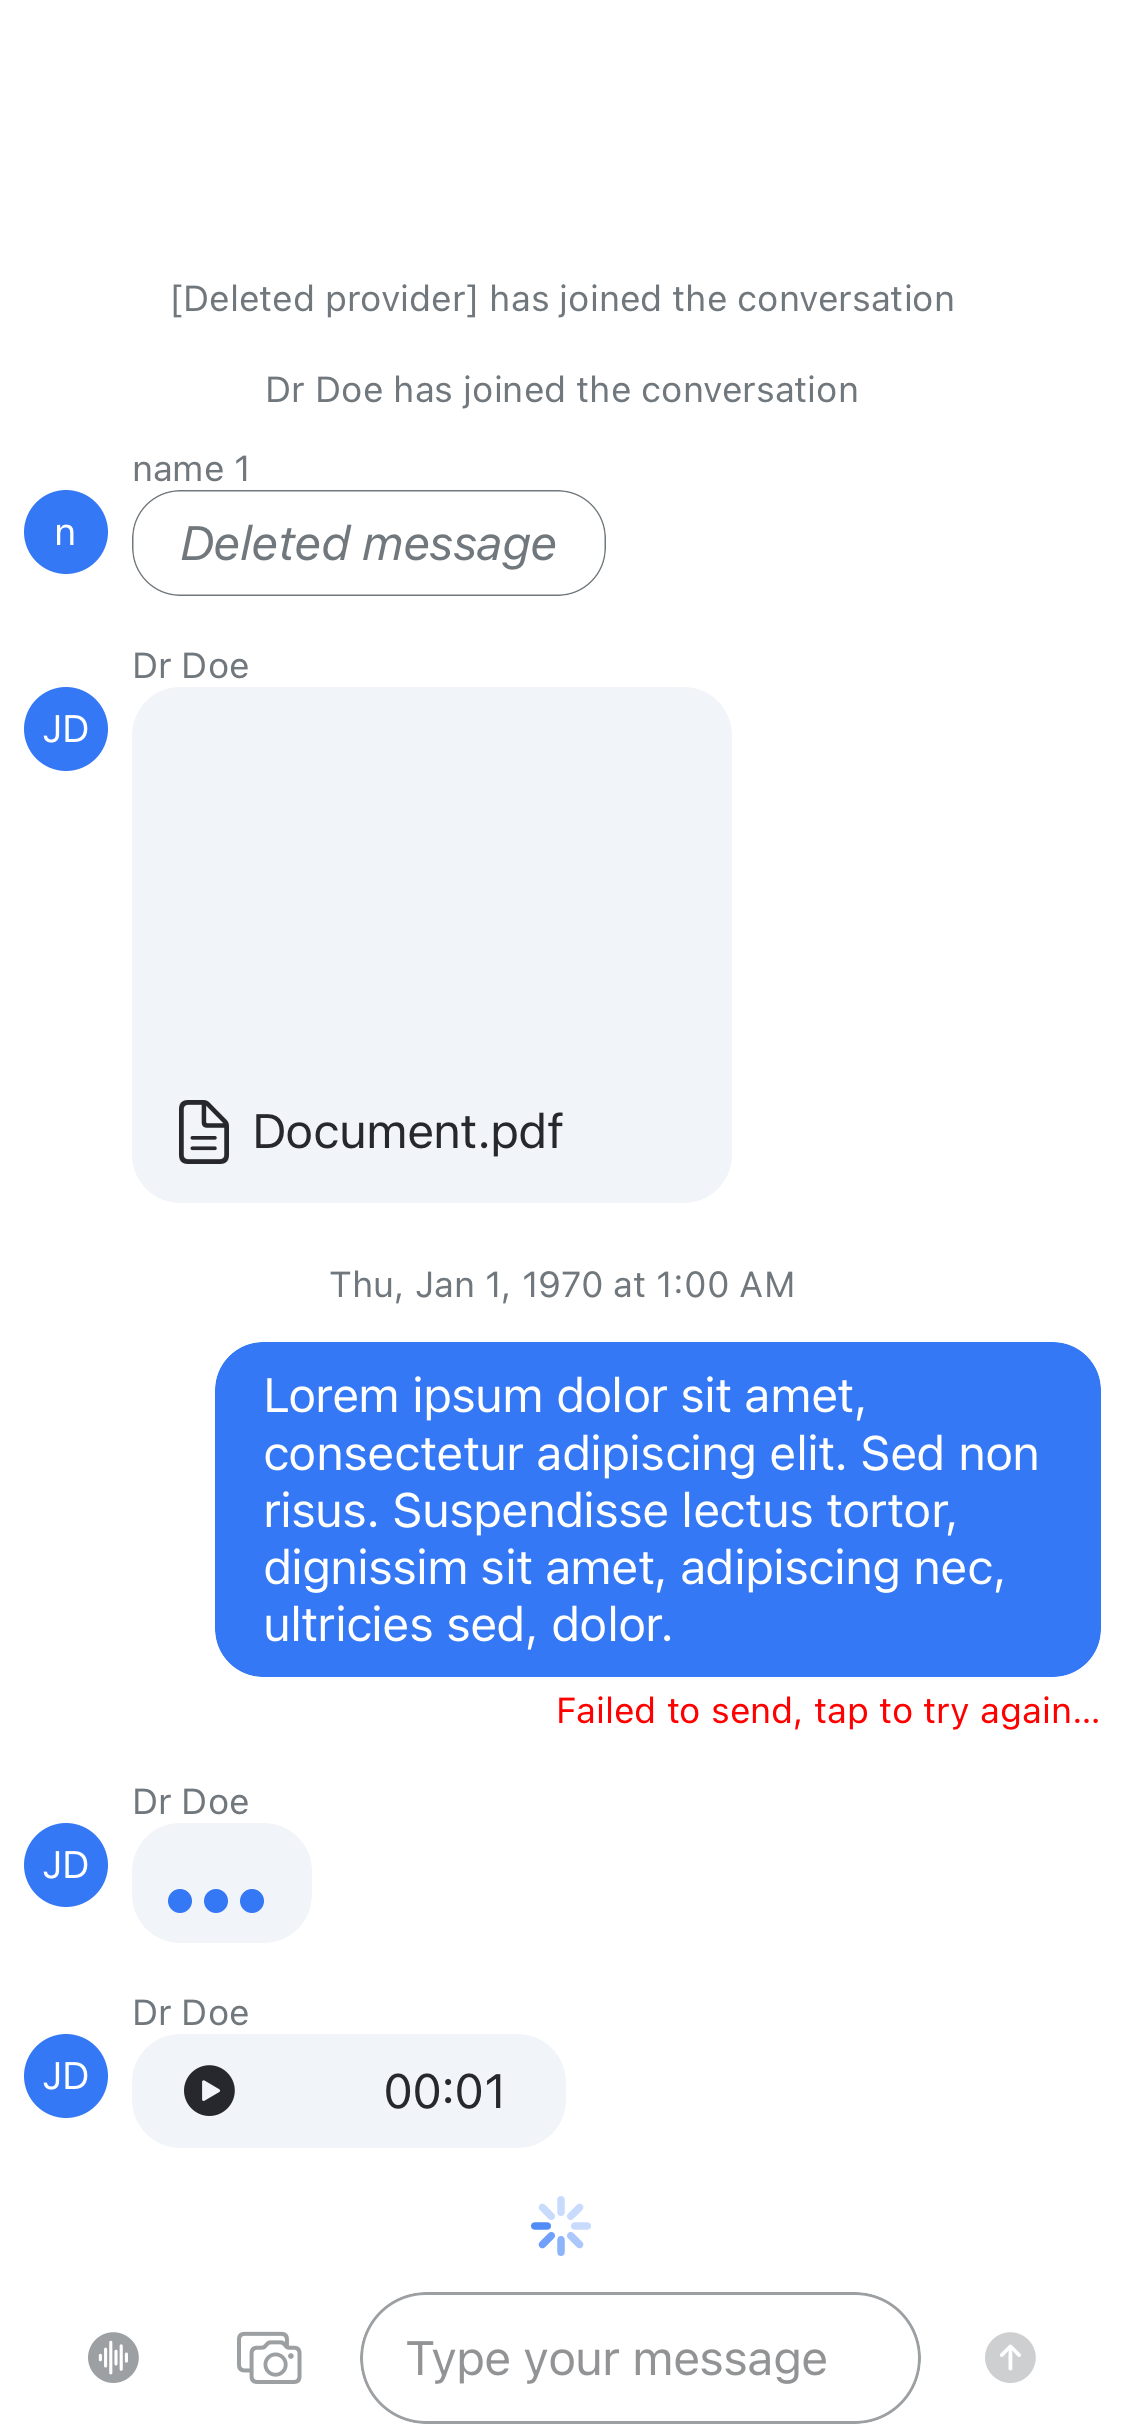 [Deleted provider] has joined the conversation
Dr Doe has joined the conversation
name 1
n
Deleted message
Dr Doe
JD
Document.pdf
Thu, Jan 1, 1970 at 1:00 AM
Lorem ipsum dolor sit amet,
consectetur adipiscing elit. Sed non
risus. Suspendisse lectus tortor,
dignissim sit amet, adipiscing nec,
ultricies sed, dolor.
Failed to send, tap to try again...
Dr Doe
JD
Dr Doe
JD
00:01
Type your message